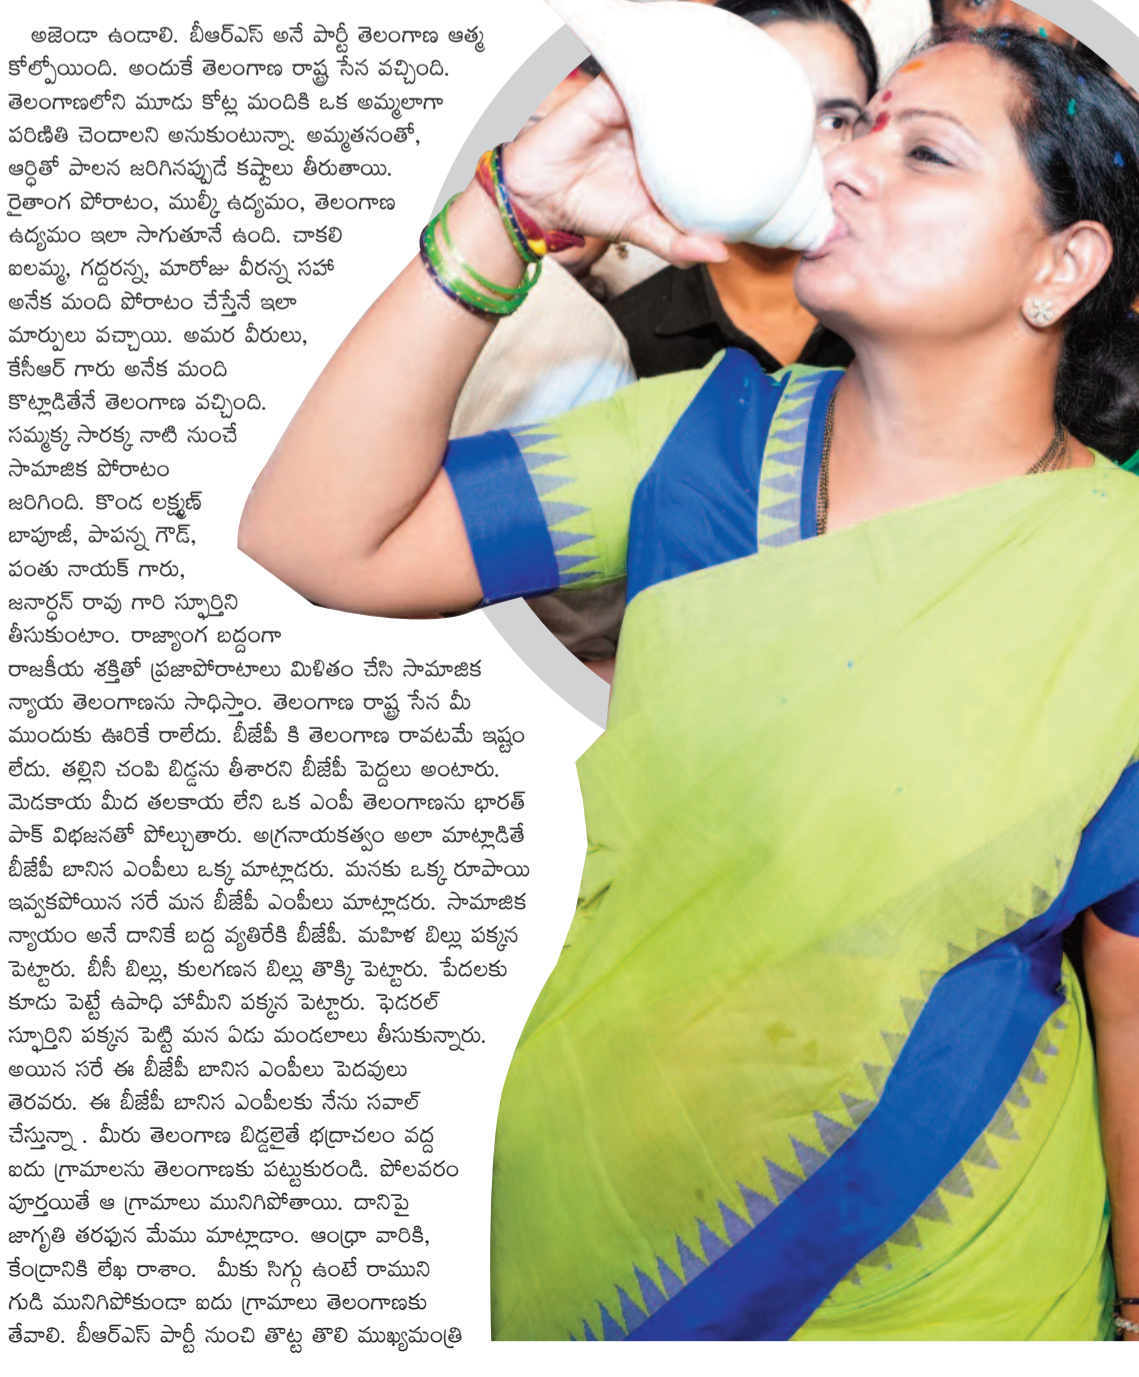 అజెండా ఉండాలి. బీఆర్ఎస్ అనే పార్టీ తెలంగాణ ఆత్మ
కోల్పోయింది. అందుకే తెలంగాణ రాష్ట్ర సేన వచ్చింది.
తెలంగాణలోని మూడు కోట్ల మందికి ఒక అమ్మలాగా
పరిణితి చెందాలని అనుకుంటున్నా. అమ్మతనంతో,
ఆర్ధితో పాలన జరిగినప్పుడే కష్టాలు తీరుతాయి.
రైతాంగ పోరాటం, ముల్కీ ఉద్యమం, తెలంగాణ
ఉద్యమం ఇలా సాగుతూనే ఉంది. చాకలి
ఐలమ్మ, గద్దరన్న, మారోజు వీరన్న సహా
అనేక మంది పోరాటం చేస్తేనే ఇలా
మార్పులు వచ్చాయి. అమర వీరులు,
కేసీఆర్ గారు అనేక మంది
కొట్లాడితేనే తెలంగాణ వచ్చింది.
సమ్మక్క సారక్క నాటి నుంచే
సామాజిక పోరాటం
జరిగింది. కొండ లక్ష్మణ్
బాపూజీ, పాపన్న గౌడ్,
పంతు నాయక్ గారు,
జనార్ధన్ రావు గారి స్ఫూర్తిని
తీసుకుంటాం. రాజ్యాంగ బద్దంగా
రాజకీయ శక్తితో ప్రజాపోరాటాలు మిళితం చేసి సామాజిక
న్యాయ తెలంగాణను సాధిస్తాం. తెలంగాణ రాష్ట్ర సేన మీ
ముందుకు ఊరికే రాలేదు. బీజేపీ కి తెలంగాణ రావటమే ఇష్టం
లేదు. తల్లిని చంపి బిడ్డను తీశారని బీజేపీ పెద్దలు అంటారు.
మెడకాయ మీద తలకాయ లేని ఒక ఎంపీ తెలంగాణను భారత్
పాక్ విభజనతో పోల్చుతారు. అగ్రనాయకత్వం అలా మాట్లాడితే
బీజేపీ బానిస ఎంపీలు ఒక్క మాట్లాడరు. మనకు ఒక్క రూపాయి
ఇవ్వకపోయిన సరే మన బీజేపీ ఎంపీలు మాట్లాడరు. సామాజిక
న్యాయం అనే దానికే బద్ద వ్యతిరేకి బీజేపీ. మహిళ బిల్లు పక్కన
పెట్టారు. బీసీ బిల్లు, కులగణన బిల్లు తొక్కి పెట్టారు. పేదలకు
కూడు పెట్టే ఉపాధి హామీని పక్కన పెట్టారు. ఫెడరల్
స్ఫూర్తిని పక్కన పెట్టి మన ఏడు మండలాలు తీసుకున్నారు.
అయిన సరే ఈ బీజేపీ బానిస ఎంపీలు పెదవులు
తెరవరు. ఈ బీజేపీ బానిస ఎంపీలకు నేను సవాల్
చేస్తున్నా . మీరు తెలంగాణ బిడ్డలైతే భద్రాచలం వద్ద
ఐదు గ్రామాలను తెలంగాణకు పట్టుకురండి. పోలవరం
పూర్తయితే ఆ గ్రామాలు మునిగిపోతాయి. దానిపై
జాగృతి తరఫున మేము మాట్లాడాం. ఆంధ్రా వారికి,
కేంద్రానికి లేఖ రాశాం. మీకు సిగ్గు ఉంటే రాముని
గుడి మునిగిపోకుండా ఐదు గ్రామాలు తెలంగాణకు
తేవాలి. బీఆర్ఎస్ పార్టీ నుంచి తొట్ట తొలి ముఖ్యమంత్రి